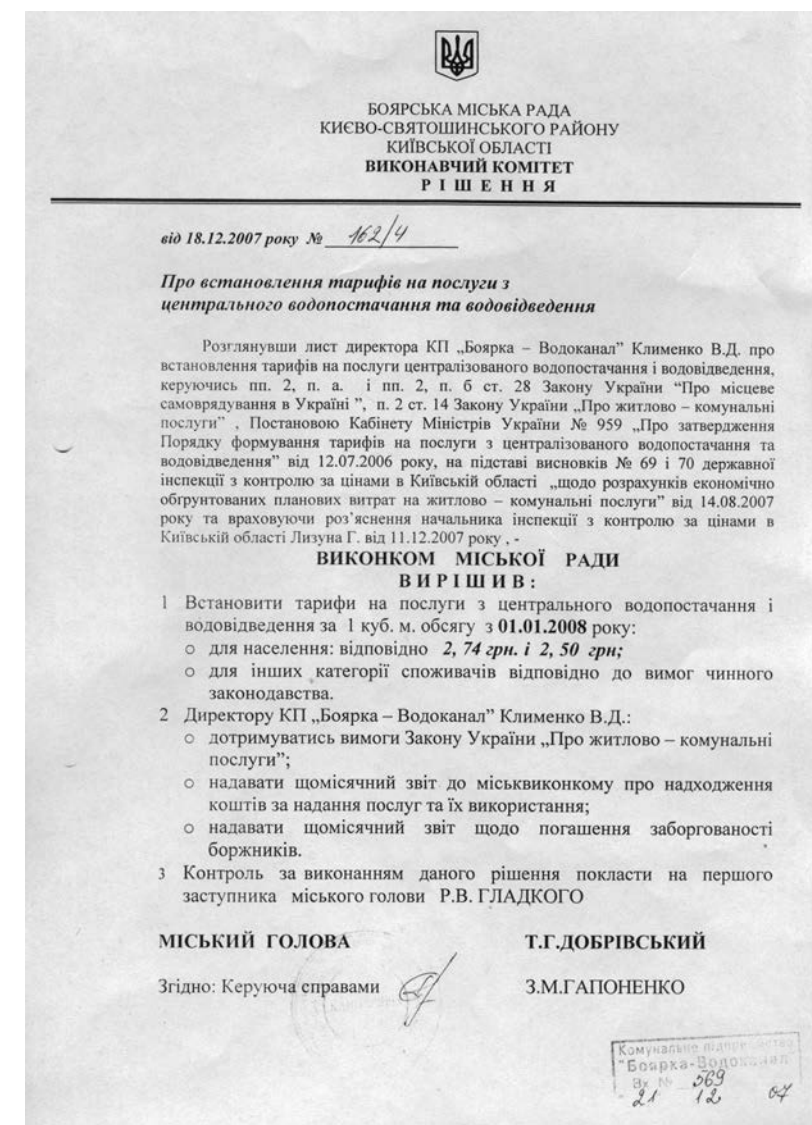 БОЯРСЬКА МІСЬКА РАДА
КИЄВО-СВЯТОШИНСЬКОГО РАЙОНУ
КИЇВСЬКОЇ ОБЛАСТІ
ВИКОНАВЧИЙ КОМІТЕТ
Р І Ш Е Н Н Я
від 18.12.2007 року № 162/4
Про встановлення тарифів на послуги з
центрального водопостачання та водовідведення
Розглянувши лист директора КП „Боярка – Водоканал” Клименко В.Д. про
встановлення тарифів на послуги централізованого водопостачання і водовідведення,
керуючись пп. 2, п. а. і пп. 2, п. б ст. 28 Закону України “Про місцеве
самоврядування в Україні ”, п. 2 ст. 14 Закону України „Про житлово – комунальні
послуги” , Постановою Кабінету Міністрів України № 959 „Про затвердження
Порядку формування тарифів на послуги з централізованого водопостачання та
водовідведення” від 12.07.2006 року, на підставі висновків № 69 і 70 державної
інспекції з контролю за цінами в Київській області „щодо розрахунків економічно
обгрунтованих планових витрат на житлово – комунальні послуги” від 14.08.2007
року та враховуючи роз’яснення начальника інспекції з контролю за цінами в
Київській області Лизуна Г. від 11.12.2007 року , -
ВИКОНКОМ МІСЬКОЇ РАДИ
В И Р І Ш И В :
1 Встановити тарифи на послуги з центрального водопостачання і
водовідведення за 1 куб. м. обсягу з 01.01.2008 року:
○ для населення: відповідно 2, 74 грн. і 2, 50 грн;
○ для інших категорії споживачів відповідно до вимог чинного
законодавства.
2 Директору КП „Боярка – Водоканал” Клименко В.Д.:
○ дотримуватись вимоги Закону України „Про житлово – комунальні
послуги”;
○ надавати щомісячний звіт до міськвиконкому про надходження
коштів за надання послуг та їх використання;
○ надавати щомісячний звіт щодо погашення заборгованості
боржників.
3 Контроль за виконанням даного рішення покласти на першого
заступника міського голови Р.В. ГЛАДКОГО
МІСЬКИЙ ГОЛОВА Т.Г.ДОБРІВСЬКИЙ
Згідно: Керуюча справами З.М.ГАПОНЕНКО
Комунальне підприємство
"Боярка-Водоканал
Вх № 569
21 12 07